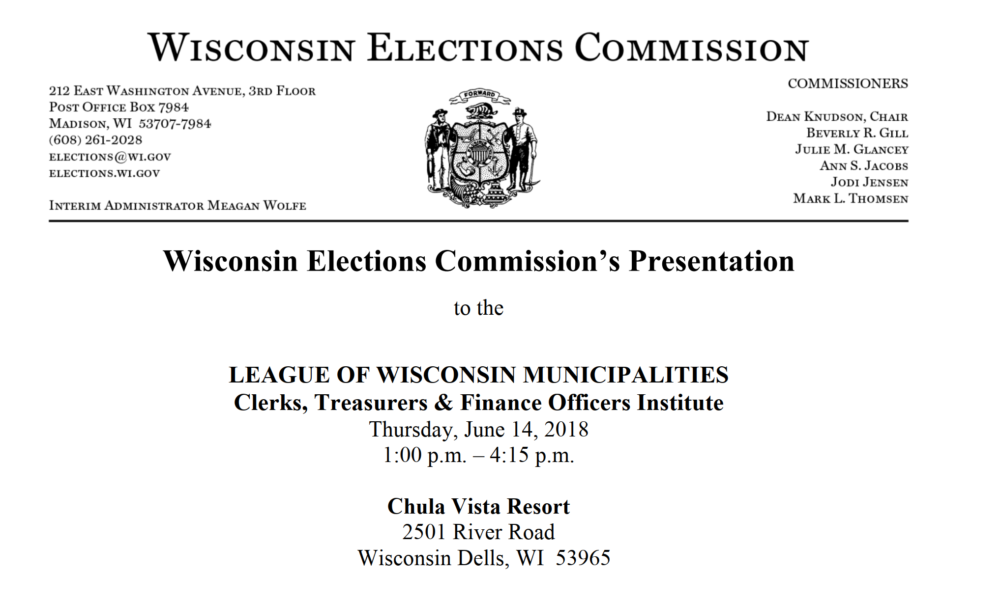 WISCONSIN ELECTIONS COMMISSION
212 EAST WASHINGTON AVENUE, 3RD FLOOR
POST OFFICE BOX 7984
MADISON, WI 53707-7984
(608) 261-2028
ELECTIONS@WI.GOV
ELECTIONS.WI.GOV
INTERIM ADMINISTRATOR MEAGAN WOLFE
FORWARD
E PLURIBUS UNUM
COMMISSIONERS
DEAN KNUDSON, CHAIR
BEVERLY R. GILL
JULIE M. GLANCEY
ANN S. JACOBS
JODI JENSEN
MARK L. THOMSEN
Wisconsin Elections Commission’s Presentation
to the
LEAGUE OF WISCONSIN MUNICIPALITIES
Clerks, Treasurers & Finance Officers Institute
Thursday, June 14, 2018
1:00 p.m. – 4:15 p.m.
Chula Vista Resort
2501 River Road
Wisconsin Dells, WI 53965